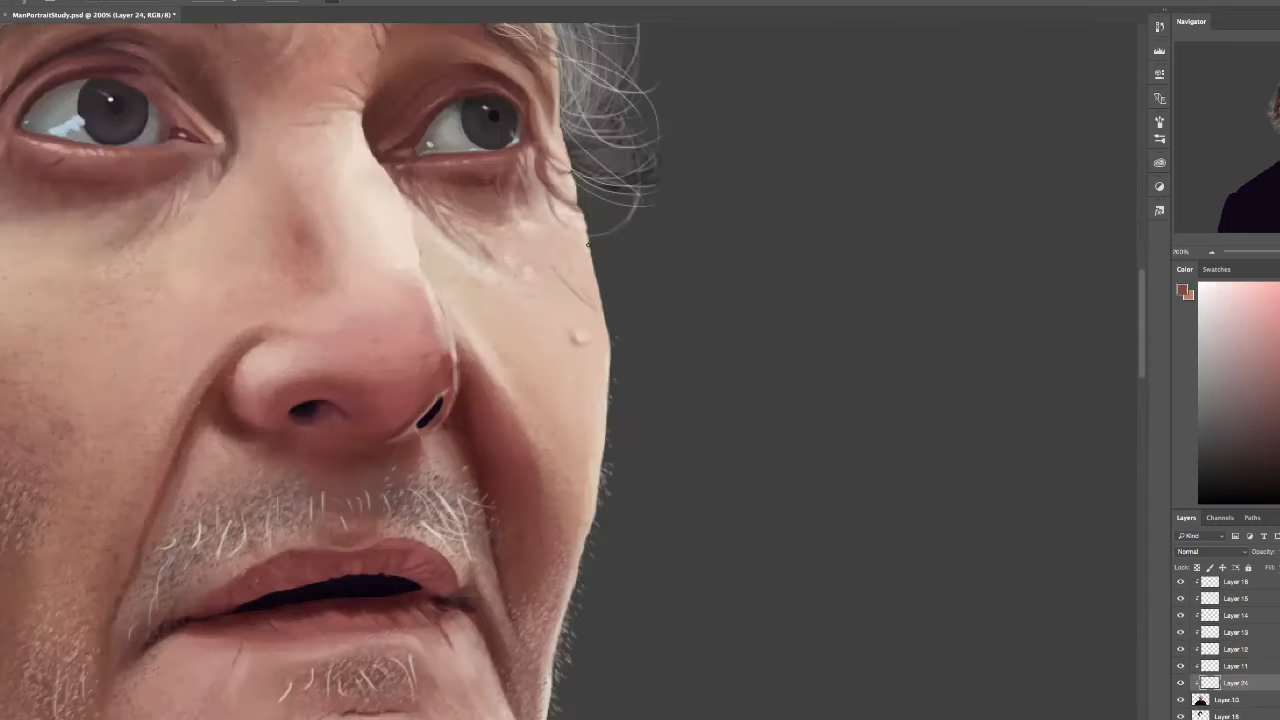 ManPortraitStudy.psd @ 200% (Layer 24, RGB/8) *
Navigator
200%
Color Swatches
Layers Channels Paths
Kind
Normal Opacity:
Lock: Fill:
Layer 16
Layer 15
Layer 14
Layer 13
Layer 12
Layer 11
Layer 24
Layer 10
Layer 18